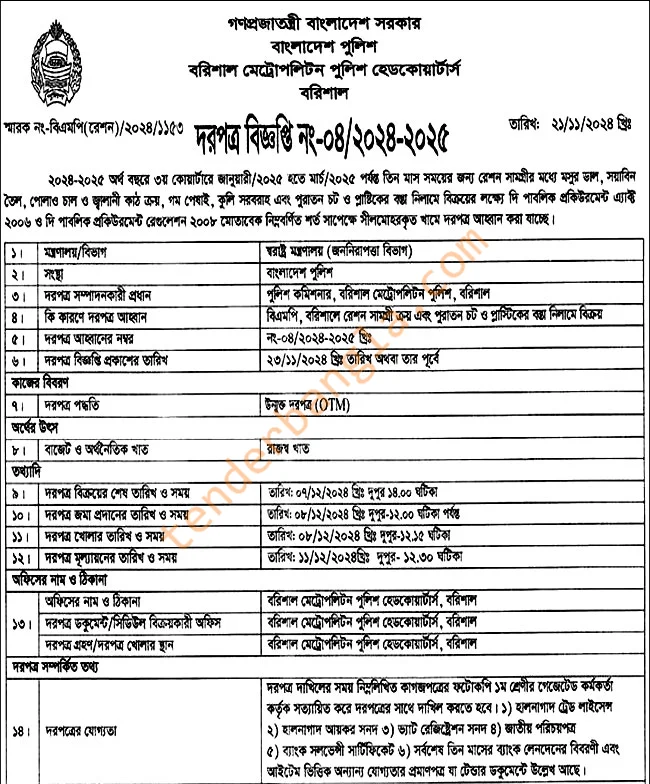 গণপ্রজাতন্ত্রী বাংলাদেশ সরকার
বাংলাদেশ পুলিশ
বরিশাল মেট্রোপলিটন পুলিশ হেডকোয়ার্টার্স
বরিশাল
স্মারক নং-বিএমপি(রেশন)/২০২৪/১১৫৩
তারিখ: ২১/১১/২০২৪ খ্রিঃ
দরপত্র বিজ্ঞপ্তি নং-০৪/২০২৪-২০২৫
২০২৪-২০২৫ অর্থ বছরে ৩য় কোয়ার্টারে জানুয়ারী/২০২৫ হতে মার্চ/২০২৫ পর্যন্ত তিন মাস সময়ের জন্য রেশন সামগ্রীর মধ্যে মসুর ডাল, সয়াবিন
তৈল, পোলাও চাল ও জ্বালানী কাঠ ক্রয়, গম পেষাই, কুলি সরবরাহ এবং পুরাতন চট ও প্লাষ্টিকের বস্তা নিলামে বিক্রয়ের লক্ষ্যে দি পাবলিক প্রকিউরমেন্ট এ্যাক্ট
২০০৬ ও দি পাবলিক প্রকিউরমেন্ট রেগুলেশন ২০০৮ মোতাবেক নিম্নবর্ণিত শর্ত সাপেক্ষে সীলমোহরকৃত খামে দরপত্র আহ্বান করা যাচ্ছে।
১। মন্ত্রণালয়/বিভাগ স্বরাষ্ট্র মন্ত্রণালয় (জননিরাপত্তা বিভাগ)
২। সংস্থা বাংলাদেশ পুলিশ
৩। দরপত্র সম্পাদনকারী প্রধান পুলিশ কমিশনার, বরিশাল মেট্রোপলিটন পুলিশ, বরিশাল
৪। কি কারণে দরপত্র আহ্বান বিএমপি, বরিশালে রেশন সামগ্রী ক্রয় এবং পুরাতন চট ও প্লাস্টিকের বস্তা নিলামে বিক্রয়
৫। দরপত্র আহ্বানের নম্বর নং-০৪/২০২৪-২০২৫ খ্রিঃ
৬। দরপত্র বিজ্ঞপ্তি প্রকাশের তারিখ ২৩/১১/২০২৪ খ্রিঃ তারিখ অথবা তার পূর্বে
কাজের বিবরণ
৭। দরপত্র পদ্ধতি উন্মুক্ত দরপত্র (OTM)
অর্থের উৎস
৮। বাজেট ও অর্থনৈতিক খাত রাজস্ব খাত
তথ্যাদি
৯। দরপত্র বিক্রয়ের শেষ তারিখ ও সময় তারিখ: ০৭/১২/২০২৪ খ্রিঃ দুপুর ১৪.০০ ঘটিকা
১০। দরপত্র জমা প্রদানের তারিখ ও সময় তারিখ: ০৮/১২/২০২৪ খ্রিঃ দুপুর-১২.০০ ঘটিকা পর্যন্ত
১১। দরপত্র খোলার তারিখ ও সময় তারিখ: ০৮/১২/২০২৪ খ্রিঃ দুপুর-১২.১৫ ঘটিকা
১২। দরপত্র মূল্যায়নের তারিখ ও সময় তারিখ: ১১/১২/২০২৪খ্রিঃ দুপুর- ১২.৩০ ঘটিকা
অফিসের নাম ও ঠিকানা
অফিসের নাম ও ঠিকানা বরিশাল মেট্রোপলিটন পুলিশ হেডকোয়ার্টার্স, বরিশাল
১৩। দরপত্র ডকুমেন্ট/সিডিউল বিক্রয়কারী অফিস বরিশাল মেট্রোপলিটন পুলিশ হেডকোয়ার্টার্স, বরিশাল
দরপত্র গ্রহণ/দরপত্র খোলার স্থান বরিশাল মেট্রোপলিটন পুলিশ হেডকোয়ার্টার্স, বরিশাল
দরপত্র সম্পর্কিত তথ্য
দরপত্র দাখিলের সময় নিম্নলিখিত কাগজপত্রের ফটোকপি ১ম শ্রেণীর গেজেটেড কর্মকর্তা
কর্তৃক সত্যায়িত করে দরপত্রের সাথে দাখিল করতে হবে। ১) হালনাগাদ ট্রেড লাইসেন্স
১৪। দরপত্রের যোগ্যতা ২) হালনাগাদ আয়কর সনদ ৩) ভ্যাট রেজিষ্ট্রেশন সনদ ৪) জাতীয় পরিচয়পত্র
৫) ব্যাংক সলভেন্সী সার্টিফিকেট ৬) সর্বশেষ তিন মাসের ব্যাংক লেনদেনের বিবরণী এবং
আইটেম ভিত্তিক অন্যান্য যোগ্যতার প্রমাণপত্র যা টেন্ডার ডকুমেন্টে উল্লেখ আছে।
tenderbangla.com